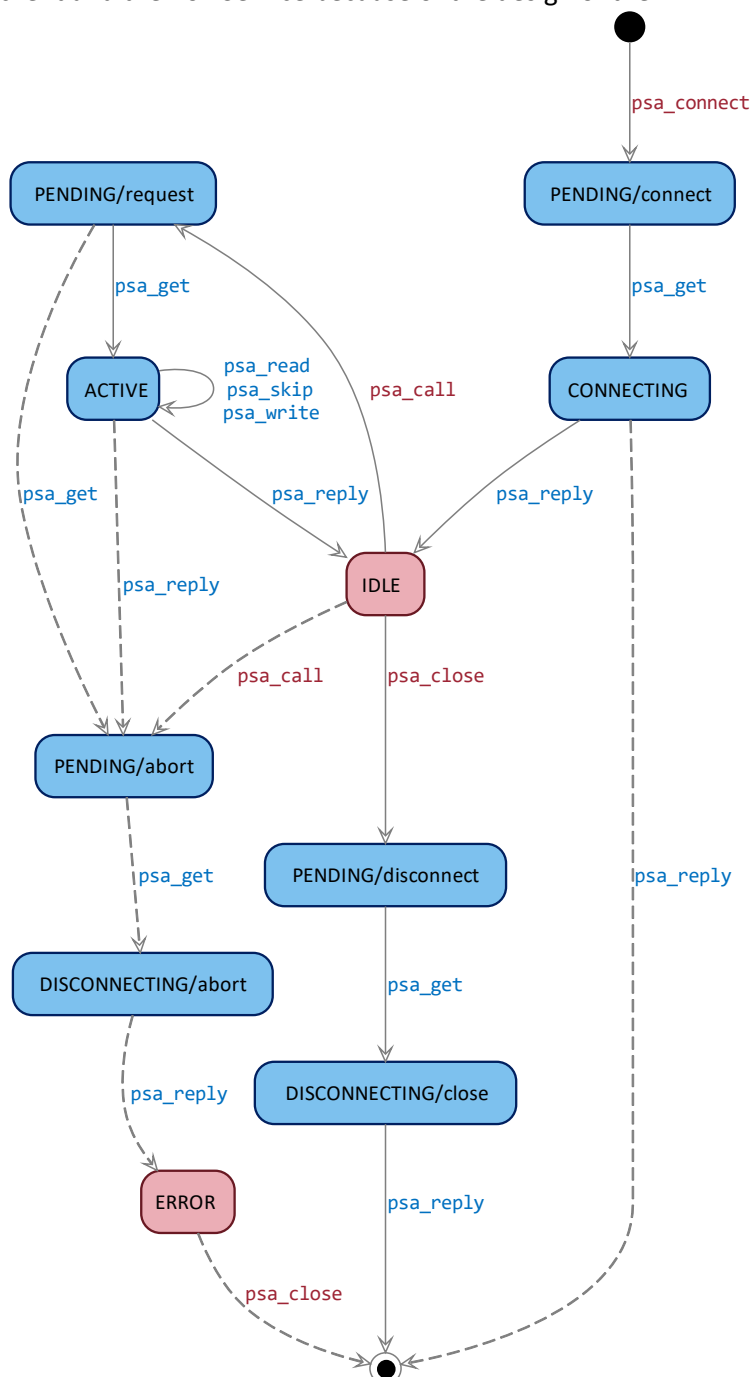 psa_connect
PENDING/request
PENDING/connect
psa_get
psa_get
ACTIVE
psa_read
psa_skip
psa_write
psa_call
CONNECTING
psa_get
psa_reply
psa_reply
psa_reply
IDLE
psa_call
psa_close
PENDING/abort
psa_get
PENDING/disconnect
psa_reply
DISCONNECTING/abort
psa_get
psa_reply
DISCONNECTING/close
ERROR
psa_reply
psa_close